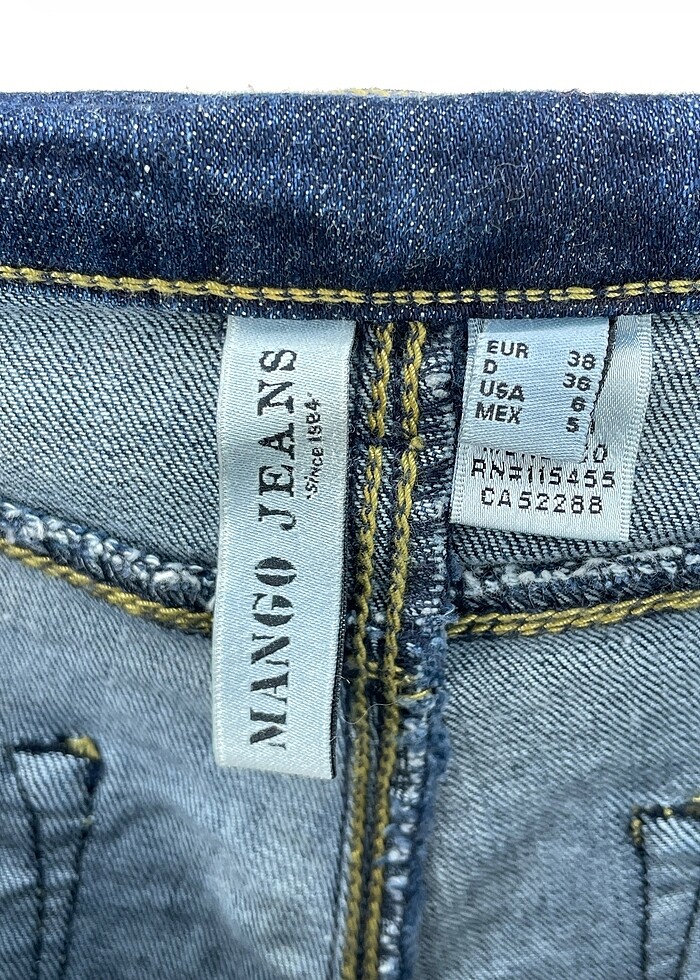 MANGO JEANS
Since 1984
EUR 38
D 36
USA 6
MEX 5
RN#115455
CA52288